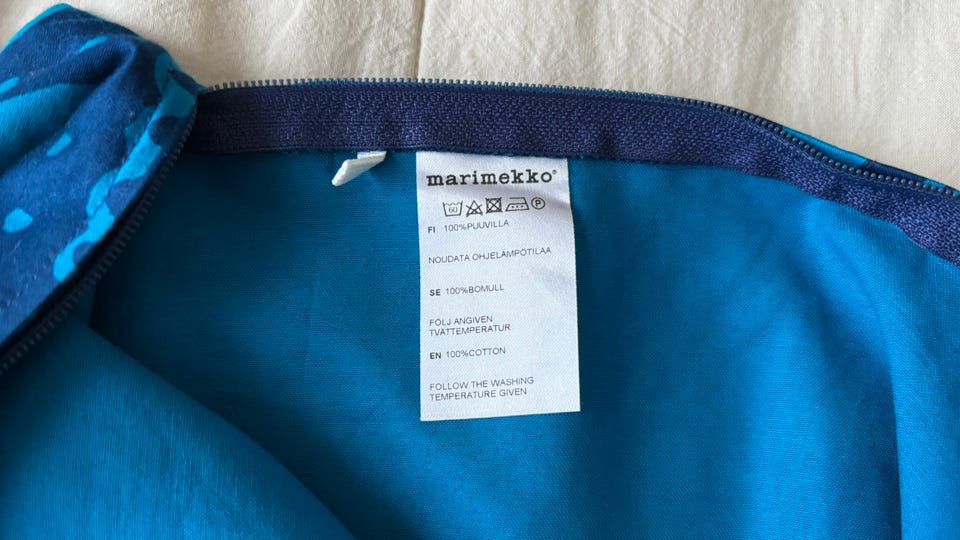 marimekko®
60 P
FI 100%PUUVILLA
NOUDATA OHJELÄMPÖTILAA
SE 100%BOMULL
FÖLJ ANGIVEN
TVÄTTEMPERATUR
EN 100%COTTON
FOLLOW THE WASHING
TEMPERATURE GIVEN